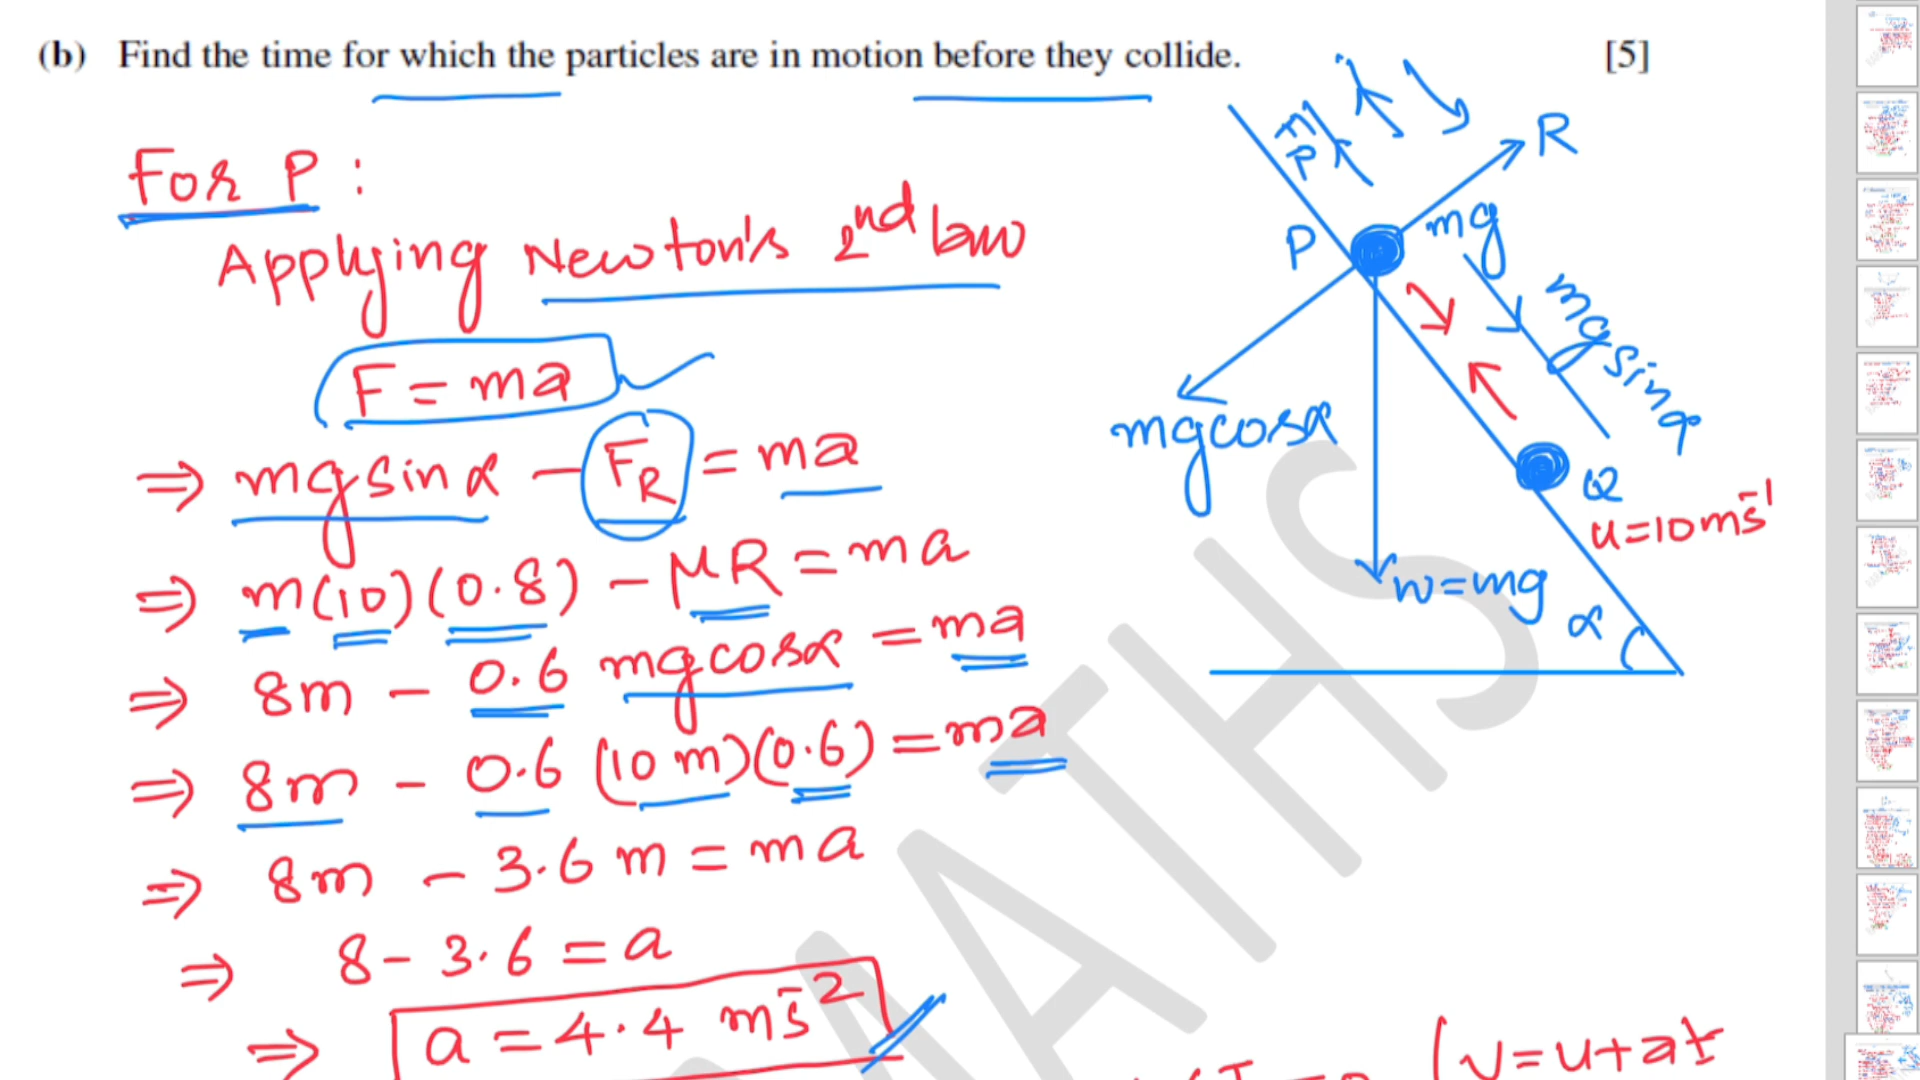 (b) Find the time for which the particles are in motion before they collide. [5]
For P :
Applying Newton's 2nd law
F = ma
⇒ mg sin α - FR = ma
⇒ m(10)(0.8) - μR = ma
⇒ 8m - 0.6 mg cos α = ma
⇒ 8m - 0.6 (10 m)(0.6) = ma
⇒ 8m - 3.6 m = ma
⇒ 8 - 3.6 = a
⇒ a = 4.4 ms⁻²
R
P
mg
mg sin α
mg cos α
Q
u = 10 ms⁻¹
w = mg
α
(v = u + at
MATHS